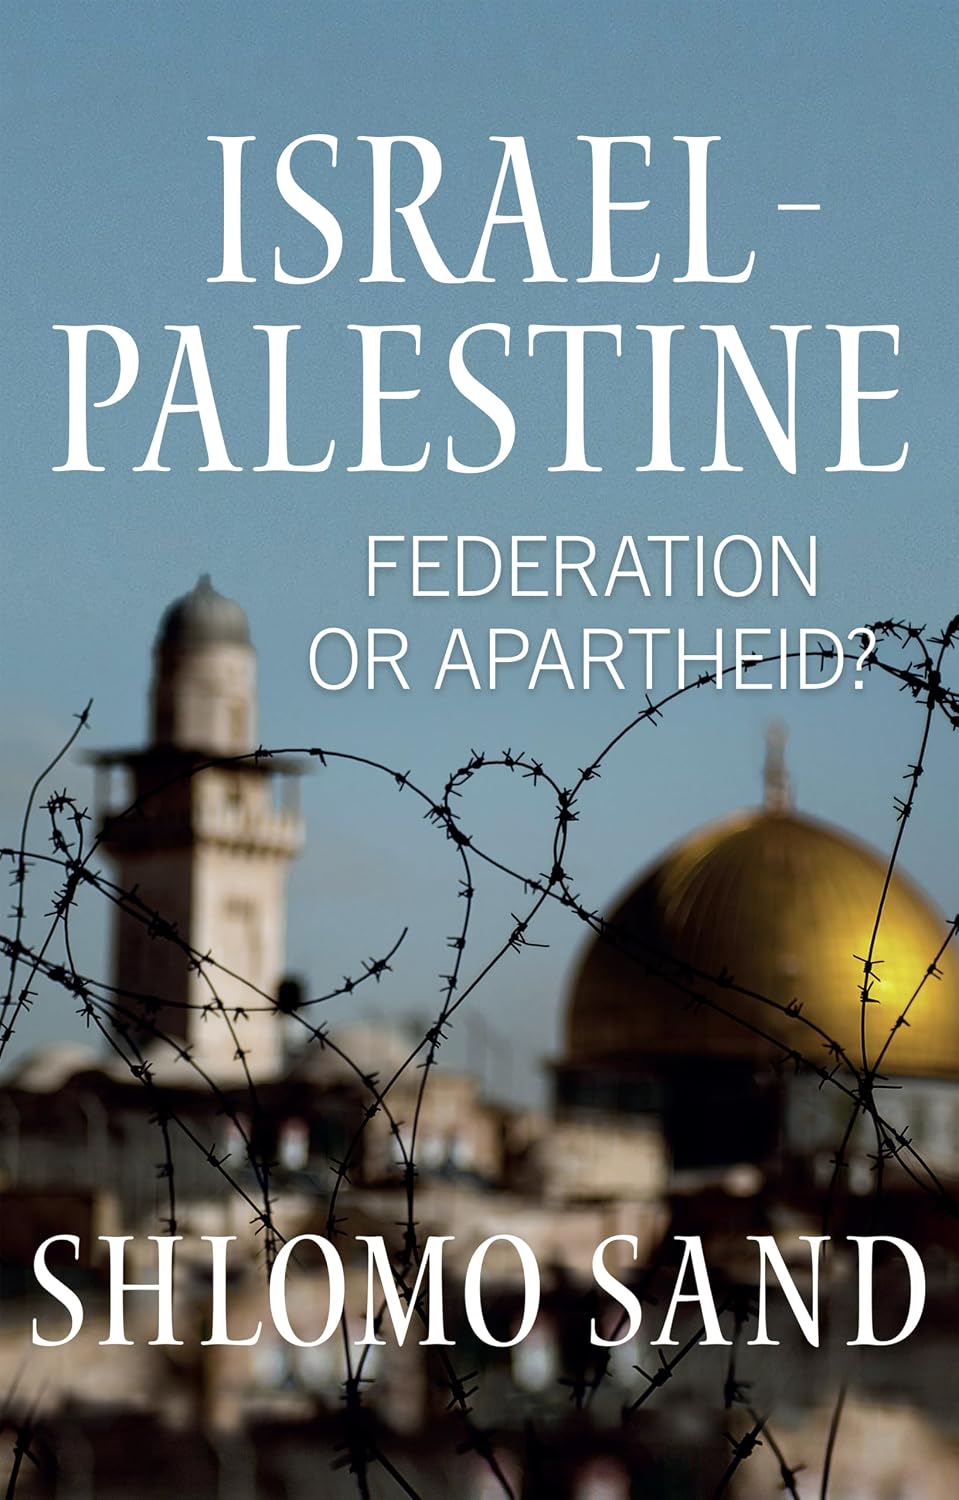 ISRAEL–
PALESTINE
FEDERATION
OR APARTHEID?
SHLOMO SAND